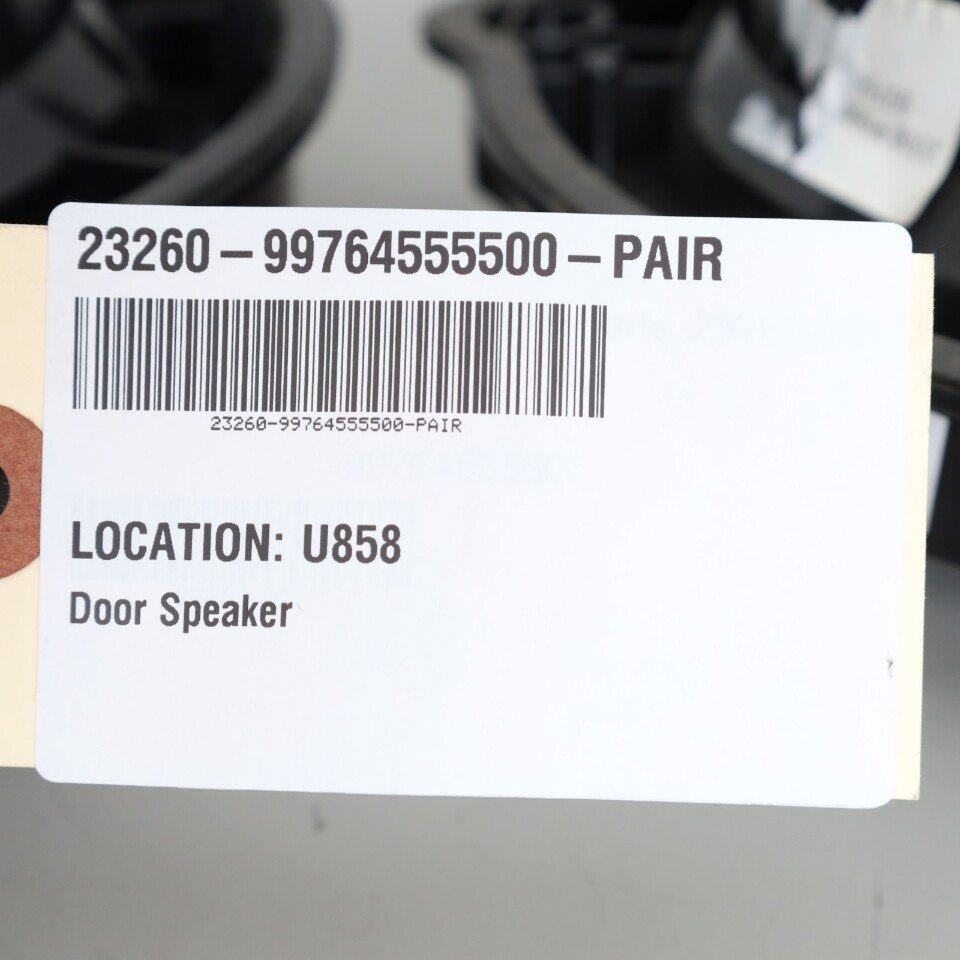 23260-99764555500-PAIR
23260-99764555500-PAIR
LOCATION: U858
Door Speaker